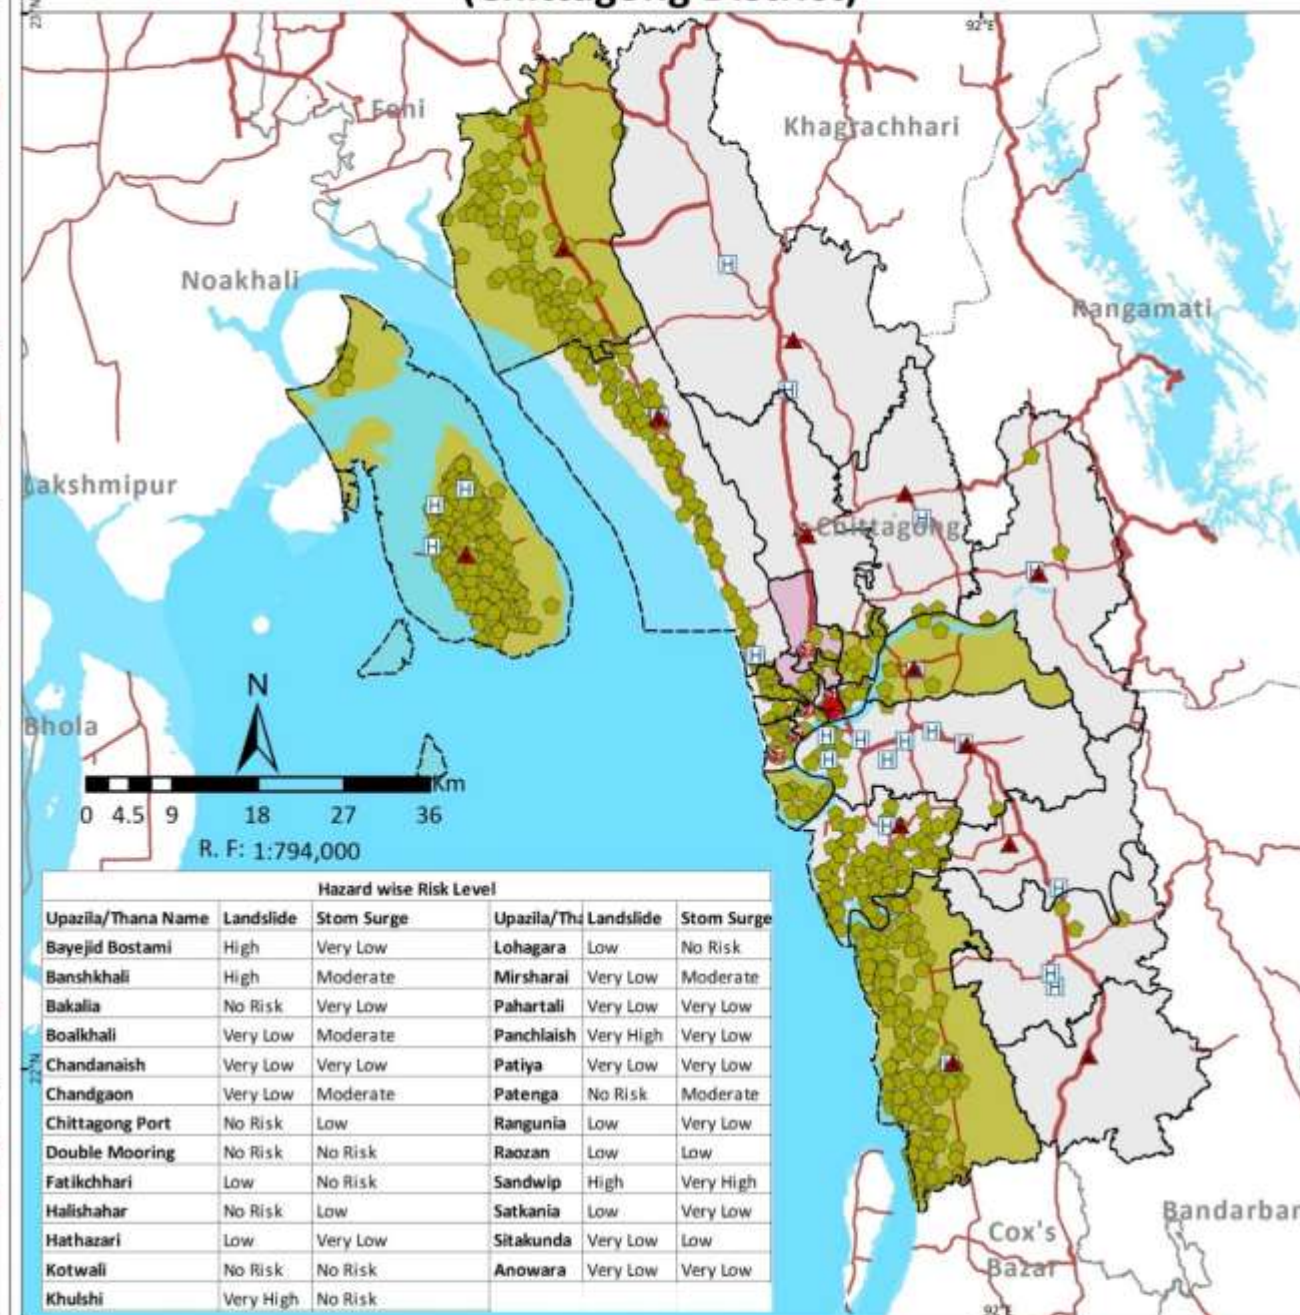 (Chittagong District)
23°N
92°E
Feni
Khagrachhari
Noakhali
Rangamati
Lakshmipur
Chittagong
N
Bhola
Km
0 4.5 9 18 27 36
R. F: 1:794,000
Hazard wise Risk Level
Upazila/Thana Name Landslide Stom Surge Upazila/Tha Landslide Stom Surge
Bayejid Bostami High Very Low Lohagara Low No Risk
Banshkhali High Moderate Mirsharai Very Low Moderate
Bakalia No Risk Very Low Pahartali Very Low Very Low
Boalkhali Very Low Moderate Panchlaish Very High Very Low
Chandanaish Very Low Very Low Patiya Very Low Very Low
Chandgaon Very Low Moderate Patenga No Risk Moderate
Chittagong Port No Risk Low Rangunia Low Very Low
Double Mooring No Risk No Risk Raozan Low Low
Fatikchhari Low No Risk Sandwip High Very High
Halishahar No Risk Low Satkania Low Very Low
Hathazari Low Very Low Sitakunda Very Low Low
Kotwali No Risk No Risk Anowara Very Low Very Low
Khulshi Very High No Risk
22°N
Cox's
Bazar
Bandarban
92°E